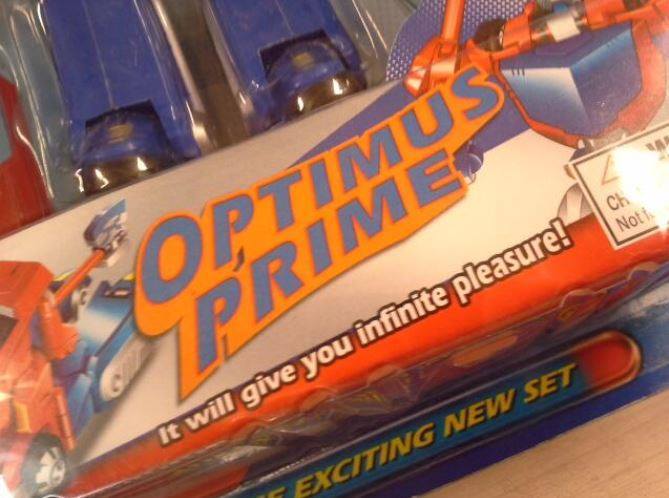 OPTIMUS
PRIME
It will give you infinite pleasure!
EXCITING NEW SET